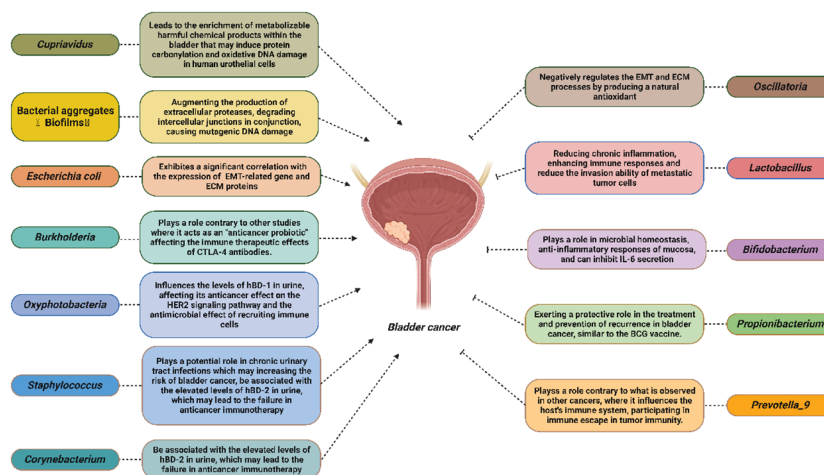 Cupriavidus
Leads to the enrichment of metabolizable
harmful chemical products within the
bladder that may induce protein
carbonylation and oxidative DNA damage
in human urothelial cells
Bacterial aggregates
Biofilms
Augmenting the production of
extracellular proteases, degrading
intercellular junctions in conjunction,
causing mutagenic DNA damage
Escherichia coli
Exhibites a significant correlation with
the expression of EMT-related gene and
ECM proteins
Burkholderia
Plays a role contrary to other studies
where it acts as an "anticancer probiotic"
affecting the immune therapeutic effects
of CTLA-4 antibodies.
Oxyphotobacteria
Influences the levels of hBD-1 in urine,
affecting its anticancer effect on the
HER2 signaling pathway and the
antimicrobial effect of recruiting immune
cells
Staphylococcus
Plays a potential role in chronic urinary
tract infections which may increasing the
risk of bladder cancer, be associated with
the elevated levels of hBD-2 in urine,
which may lead to the failure in
anticancer immunotherapy
Corynebacterium
Be associated with the elevated levels of
hBD-2 in urine, which may lead to the
failure in anticancer immunotherapy
Bladder cancer
Negatively regulates the EMT and ECM
processes by producing a natural
antioxidant
Oscillatoria
Reducing chronic inflammation,
enhancing immune responses and
reduce the invasion ability of metastatic
tumor cells
Lactobacillus
Plays a role in microbial homeostasis,
anti-inflammatory responses of mucosa,
and can inhibit IL-6 secretion
Bifidobacterium
Exerting a protective role in the treatment
and prevention of recurrence in bladder
cancer, similar to the BCG vaccine.
Propionibacterium
Playss a role contrary to what is observed
in other cancers, where it influences the
host's immune system, participating in
immune escape in tumor immunity.
Prevotella_9